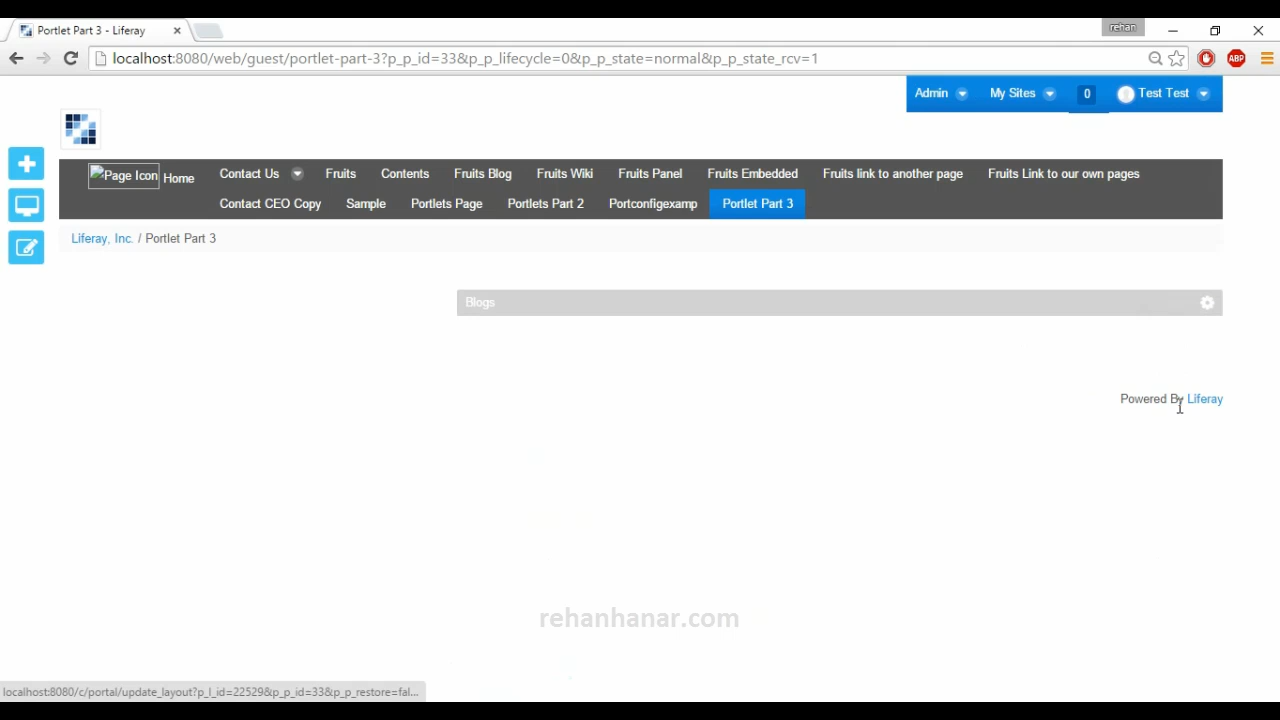 Portlet Part 3 - Liferay
rehan
localhost:8080/web/guest/portlet-part-3?p_p_id=33&p_p_lifecycle=0&p_p_state=normal&p_p_state_rcv=1
ABP
Admin My Sites 0 Test Test
Page Icon Home Contact Us Fruits Contents Fruits Blog Fruits Wiki Fruits Panel Fruits Embedded Fruits link to another page Fruits Link to our own pages
Contact CEO Copy Sample Portlets Page Portlets Part 2 Portconfigexamp Portlet Part 3
Liferay, Inc. / Portlet Part 3
Blogs
Powered By Liferay
rehanhanar.com
localhost:8080/c/portal/update_layout?p_l_id=22529&p_p_id=33&p_p_restore=fal...